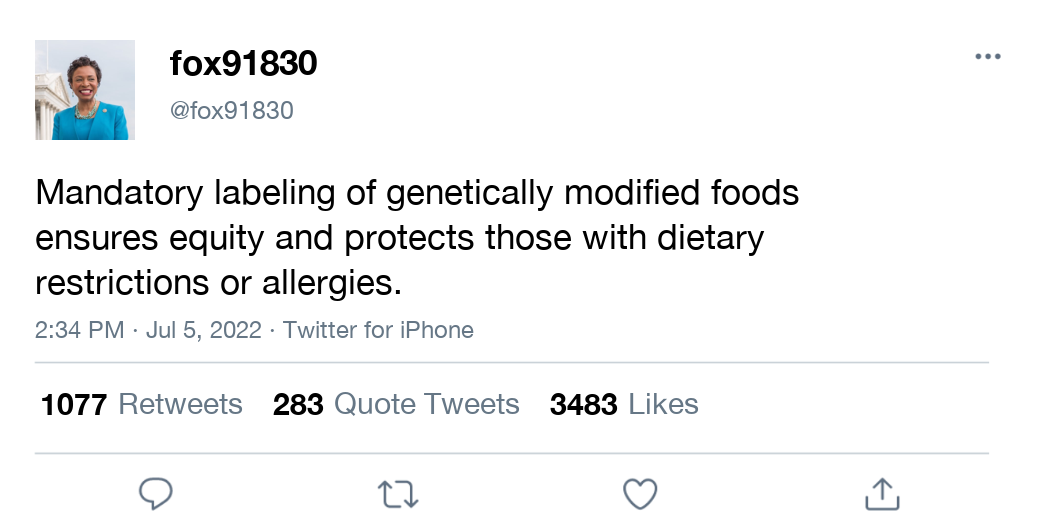 fox91830
@fox91830
Mandatory labeling of genetically modified foods
ensures equity and protects those with dietary
restrictions or allergies.
2:34 PM · Jul 5, 2022 · Twitter for iPhone
1077 Retweets 283 Quote Tweets 3483 Likes